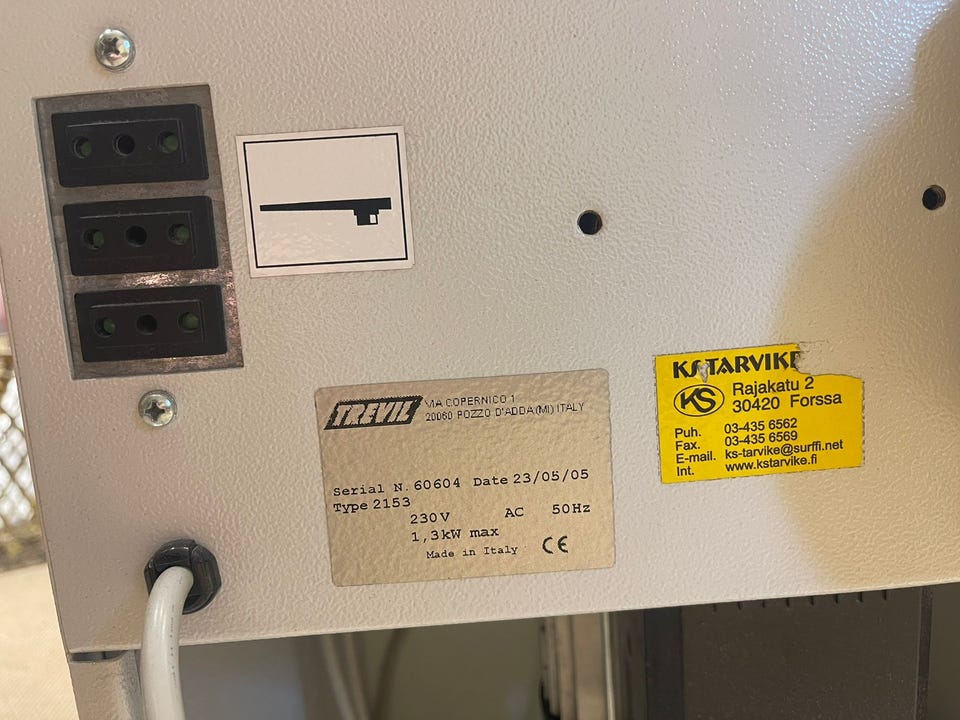 TREVIL
VIA COPERNICO 1
20060 POZZO D'ADDA (MI) ITALY
Serial N. 60604 Date 23/05/05
Type 2153
230V AC 50Hz
1,3kW max
Made in Italy CE
KS TARVIKE
KS
Rajakatu 2
30420 Forssa
Puh. 03-435 6562
Fax. 03-435 6569
E-mail. ks-tarvike@surffi.net
Int. www.kstarvike.fi